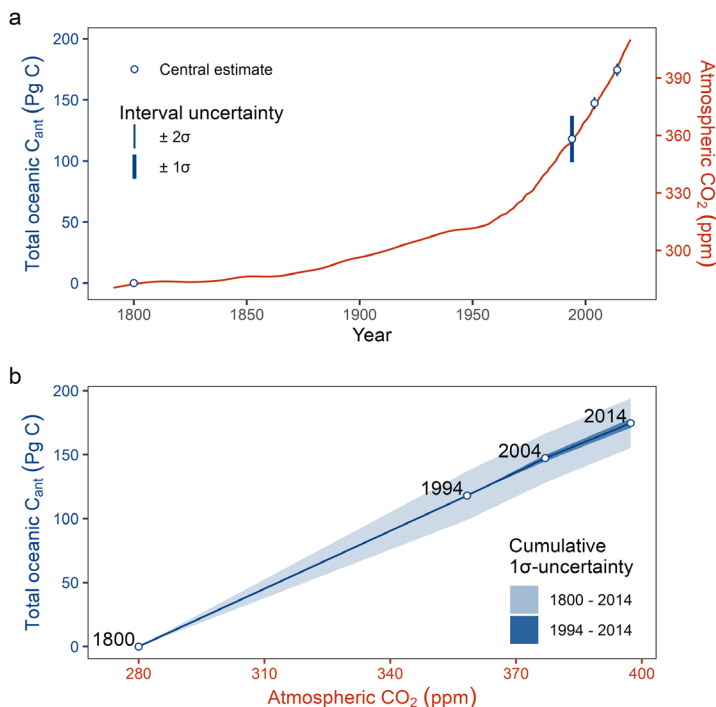 a
Total oceanic Cant (Pg C)
200
150
100
50
0
Central estimate
Interval uncertainty
± 2σ
± 1σ
390
360
330
300
Atmospheric CO2 (ppm)
1800
1850
1900
1950
2000
Year
b
Total oceanic Cant (Pg C)
200
150
100
50
0
1800
1994
2004
2014
Cumulative
1σ-uncertainty
1800 - 2014
1994 - 2014
280
310
340
370
400
Atmospheric CO2 (ppm)